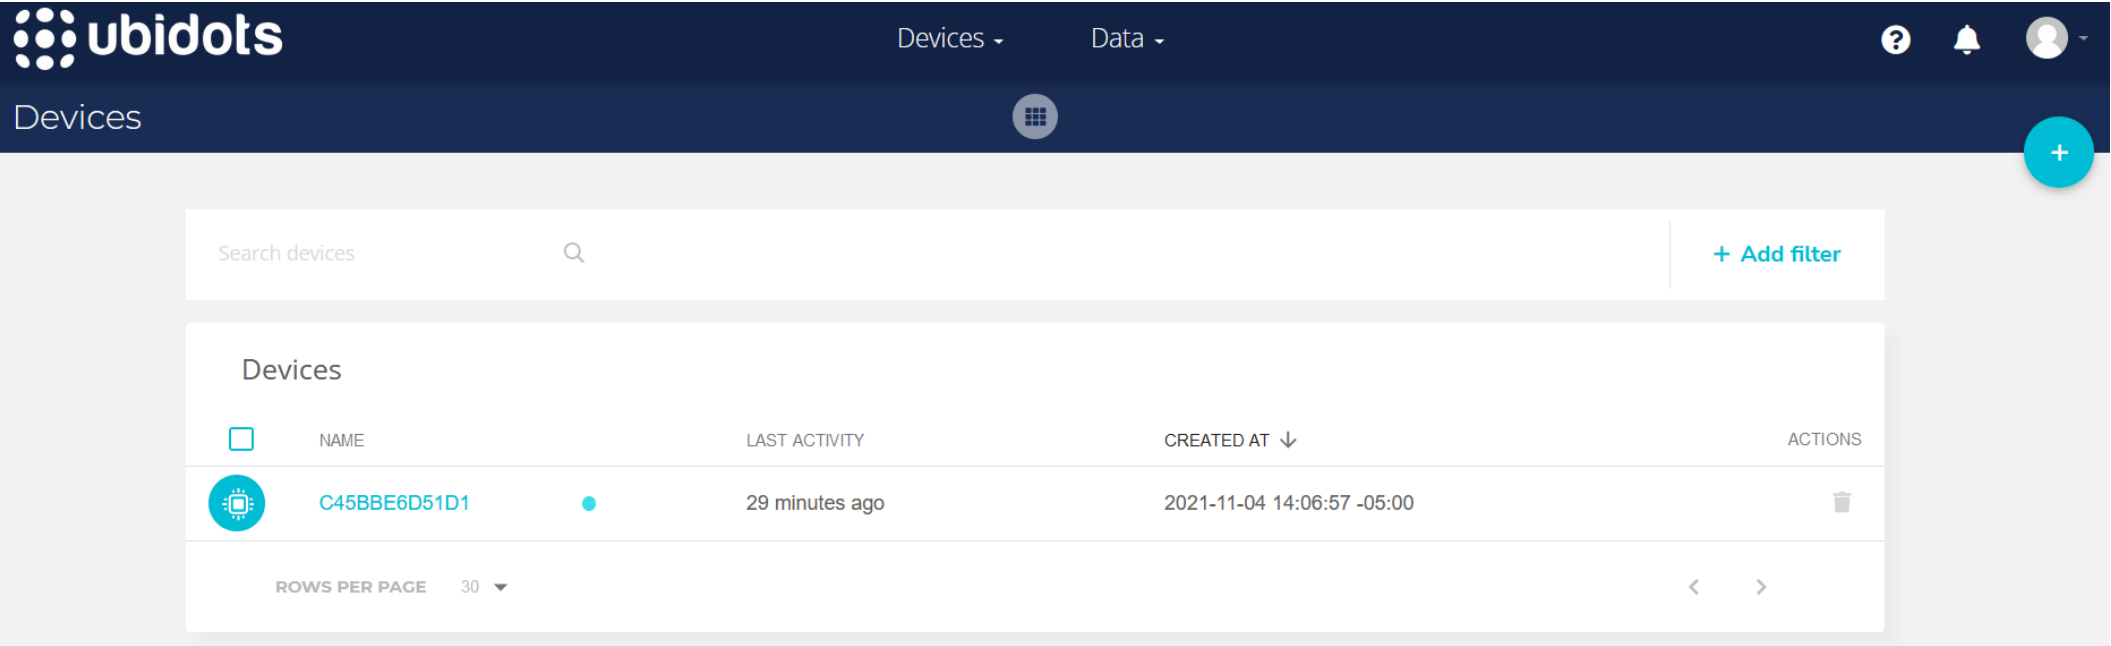 ubidots
Devices
Data
Devices
+
Search devices
+ Add filter
Devices
NAME
LAST ACTIVITY
CREATED AT
ACTIONS
C45BBE6D51D1
29 minutes ago
2021-11-04 14:06:57 -05:00
ROWS PER PAGE 30